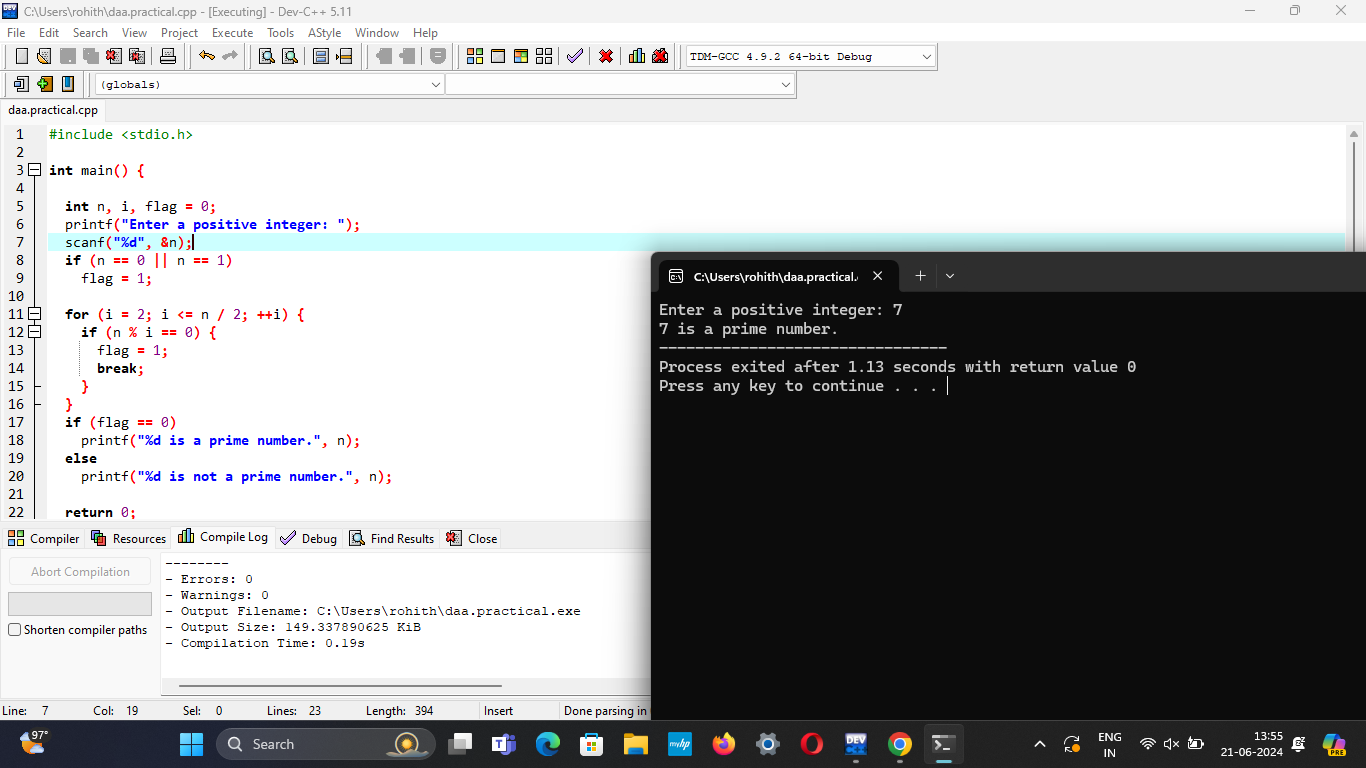 C:\Users\rohith\daa.practical.cpp - [Executing] - Dev-C++ 5.11
File Edit Search View Project Execute Tools AStyle Window Help
TDM-GCC 4.9.2 64-bit Debug
(globals)
daa.practical.cpp
1 #include <stdio.h>
2
3 int main() {
4
5 int n, i, flag = 0;
6 printf("Enter a positive integer: ");
7 scanf("%d", &n);
8 if (n == 0 || n == 1)
9 flag = 1;
10
11 for (i = 2; i <= n / 2; ++i) {
12 if (n % i == 0) {
13 flag = 1;
14 break;
15 }
16 }
17 if (flag == 0)
18 printf("%d is a prime number.", n);
19 else
20 printf("%d is not a prime number.", n);
21
22 return 0;
C:\Users\rohith\daa.practical.
Enter a positive integer: 7
7 is a prime number.
--------------------------------
Process exited after 1.13 seconds with return value 0
Press any key to continue . . .
Compiler Resources Compile Log Debug Find Results Close
Abort Compilation
Shorten compiler paths
--------
- Errors: 0
- Warnings: 0
- Output Filename: C:\Users\rohith\daa.practical.exe
- Output Size: 149.337890625 KiB
- Compilation Time: 0.19s
Line: 7 Col: 19 Sel: 0 Lines: 23 Length: 394 Insert Done parsing in
97°
Search
DEV
ENG
IN
13:55
21-06-2024
PRE